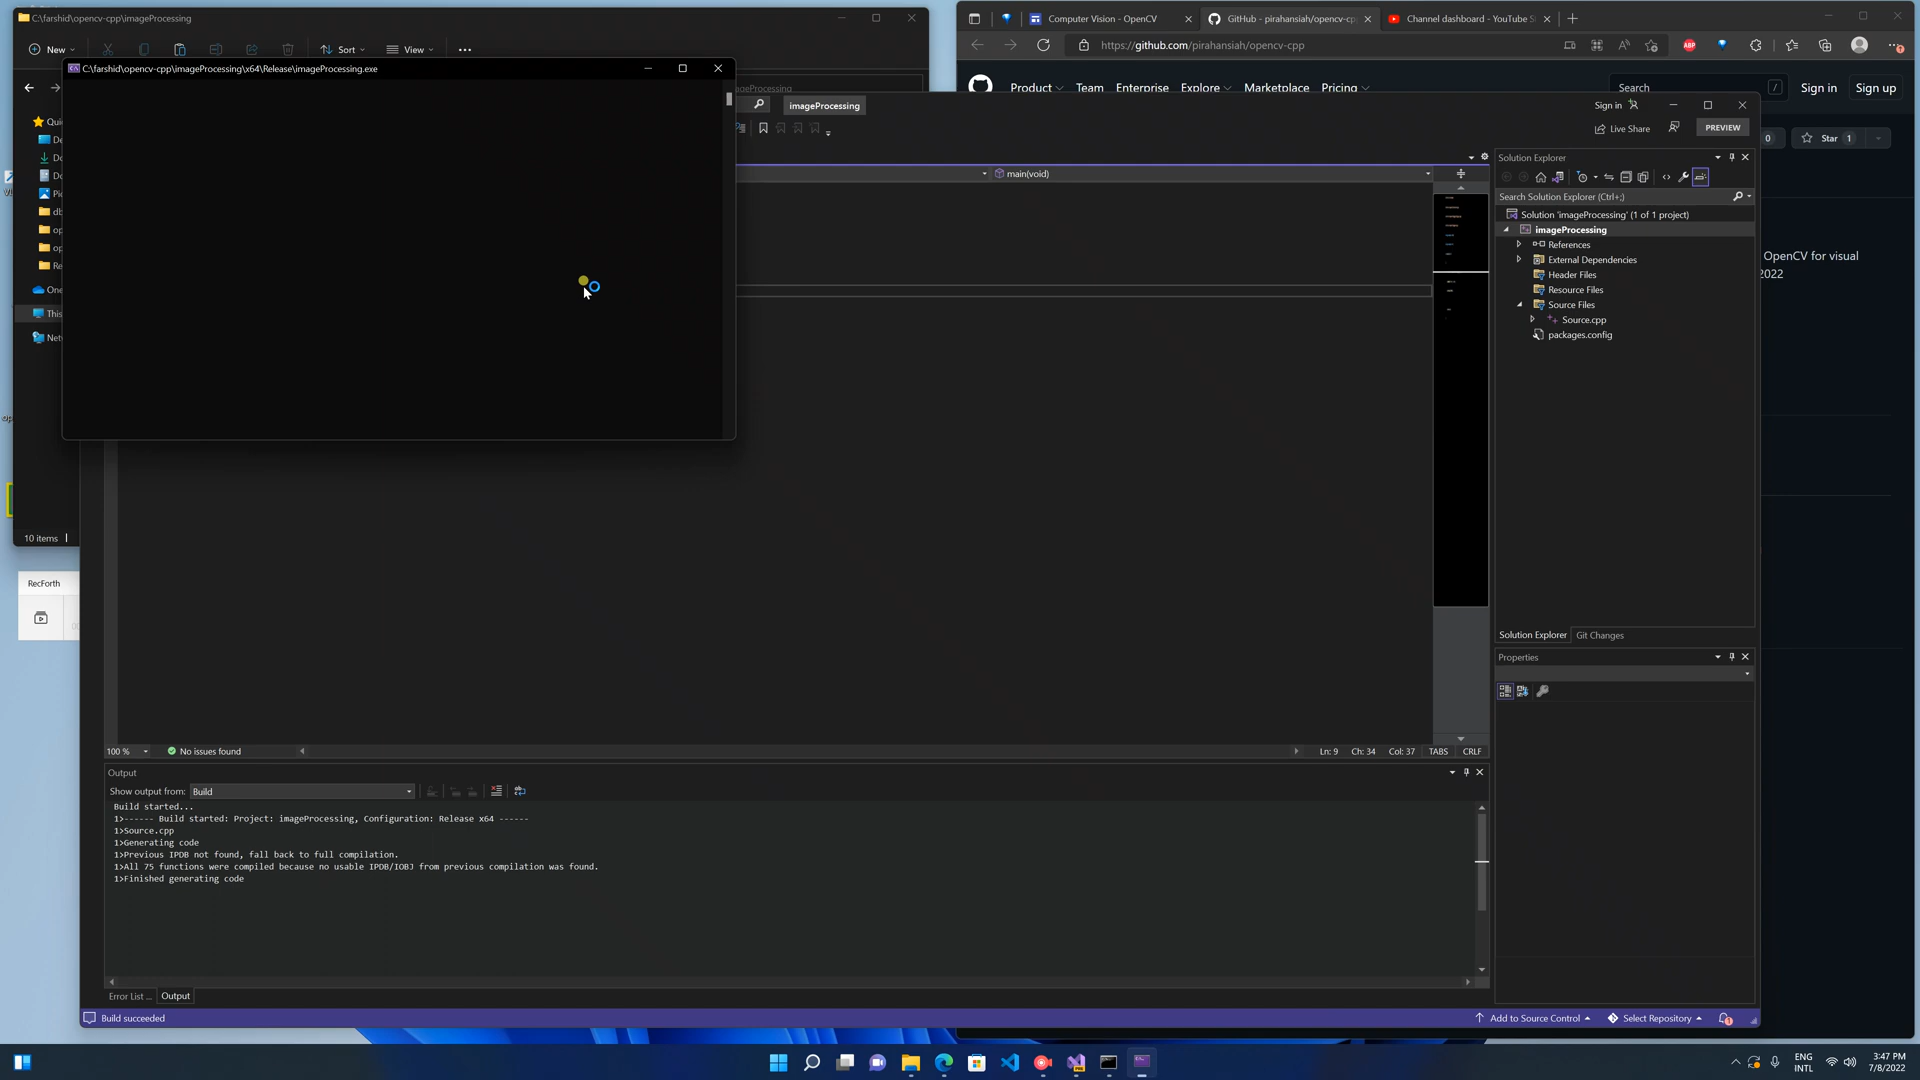 C:\farshid\opencv-cpp\imageProcessing
New
Sort
View
C:\farshid\opencv-cpp\imageProcessing\x64\Release\imageProcessing.exe
10 items
RecForth
Computer Vision - OpenCV
GitHub - pirahansiah/opencv-cp
Channel dashboard - YouTube S
https://github.com/pirahansiah/opencv-cpp
Product
Team
Enterprise
Explore
Marketplace
Pricing
Search
/
Sign in
Sign up
0
Star 1
OpenCV for visual
2022
imageProcessing
Sign in
Live Share
PREVIEW
main(void)
Solution Explorer
Search Solution Explorer (Ctrl+;)
Solution 'imageProcessing' (1 of 1 project)
imageProcessing
References
External Dependencies
Header Files
Resource Files
Source Files
Source.cpp
packages.config
Solution Explorer
Git Changes
Properties
100 %
No issues found
Ln: 9
Ch: 34
Col: 37
TABS
CRLF
Output
Show output from:
Build
Build started...
1>------ Build started: Project: imageProcessing, Configuration: Release x64 ------
1>Source.cpp
1>Generating code
1>Previous IPDB not found, fall back to full compilation.
1>All 75 functions were compiled because no usable IPDB/IOBJ from previous compilation was found.
1>Finished generating code
Error List ...
Output
Build succeeded
Add to Source Control
Select Repository
ENG
INTL
3:47 PM
7/8/2022